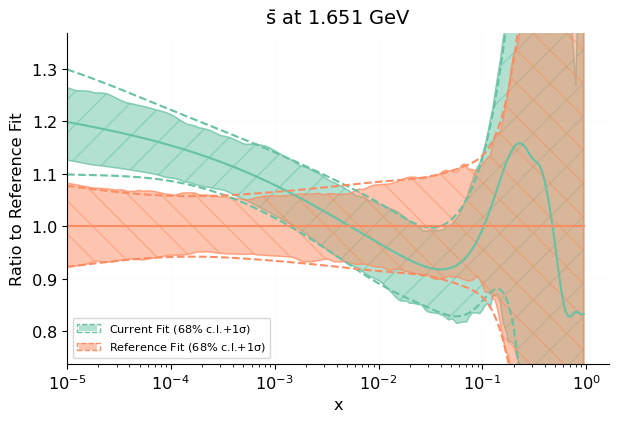 s̄ at 1.651 GeV
Ratio to Reference Fit
1.3
1.2
1.1
1.0
0.9
0.8
Current Fit (68% c.l.+1σ)
Reference Fit (68% c.l.+1σ)
10⁻⁵ 10⁻⁴ 10⁻³ 10⁻² 10⁻¹ 10⁰
x